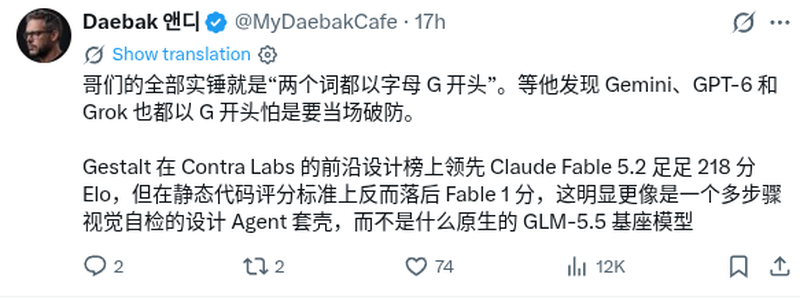 Daebak 앤디 @MyDaebakCafe · 17h
Show translation
哥们的全部实锤就是“两个词都以字母 G 开头”。等他发现 Gemini、GPT-6 和
Grok 也都以 G 开头怕是要当场破防。
Gestalt 在 Contra Labs 的前沿设计榜上领先 Claude Fable 5.2 足足 218 分
Elo，但在静态代码评分标准上反而落后 Fable 1 分，这明显更像是一个多步骤
视觉自检的设计 Agent 套壳，而不是什么原生的 GLM-5.5 基座模型
2 2 74 12K